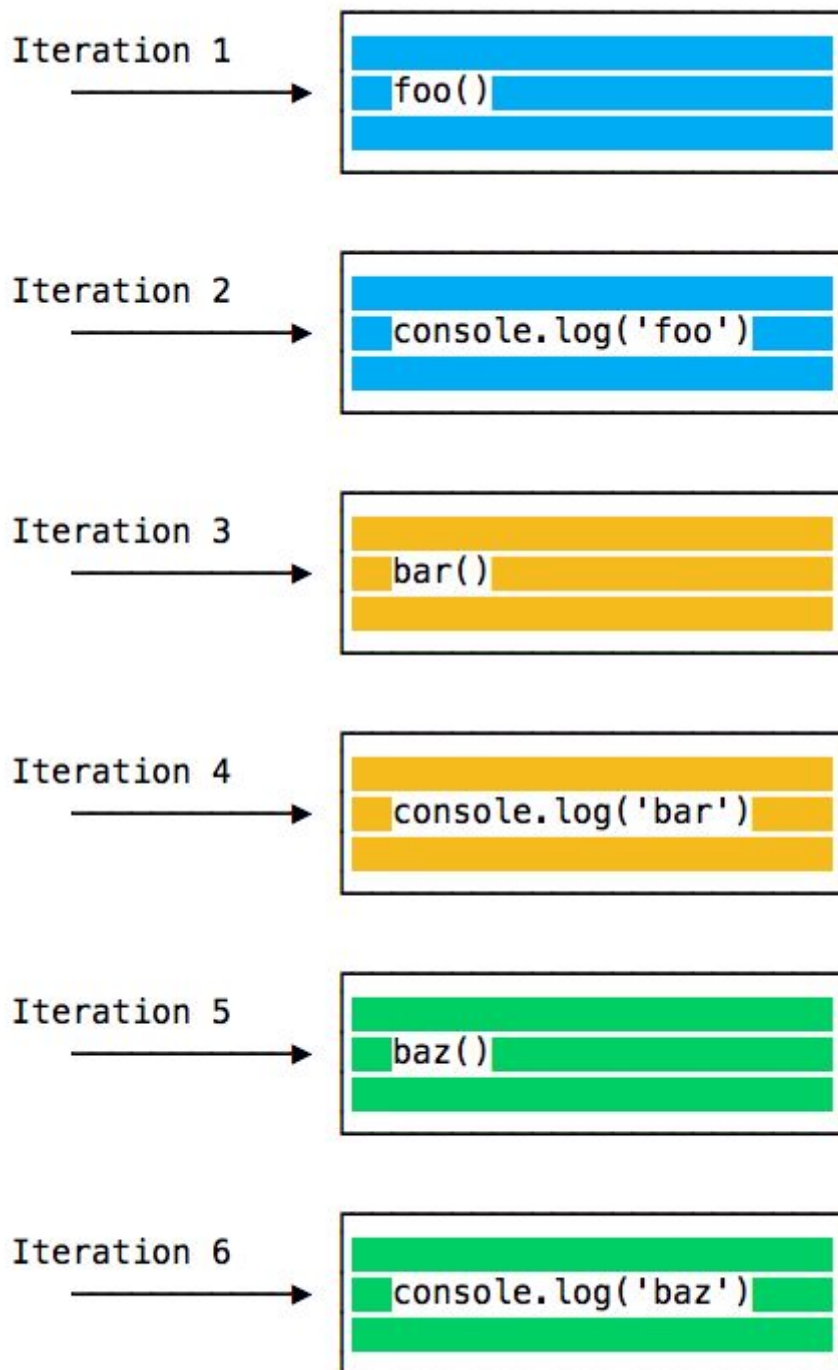 Iteration 1
foo()
Iteration 2
console.log('foo')
Iteration 3
bar()
Iteration 4
console.log('bar')
Iteration 5
baz()
Iteration 6
console.log('baz')